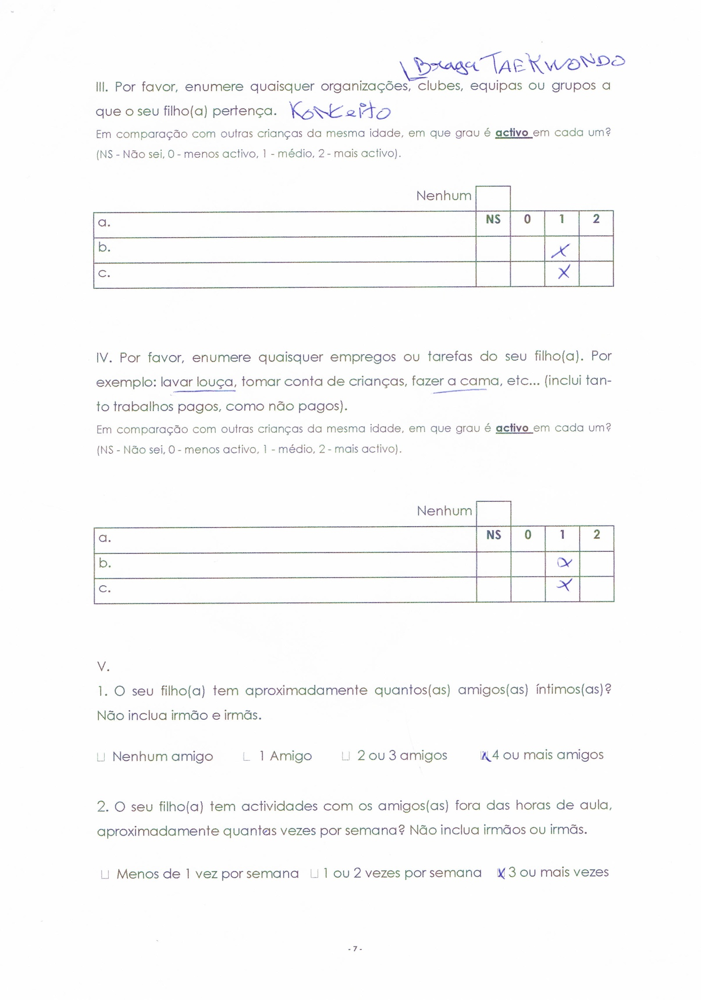 Braga TAEKWONDO
III. Por favor, enumere quaisquer organizações, clubes, equipas ou grupos a
que o seu filho(a) pertença. Konkeito
Em comparação com outras crianças da mesma idade, em que grau é activo em cada um?
(NS - Não sei, 0 - menos activo, 1 - médio, 2 - mais activo).
Nenhum
a. NS 0 1 2
b. X
c. X
IV. Por favor, enumere quaisquer empregos ou tarefas do seu filho(a). Por
exemplo: lavar louça, tomar conta de crianças, fazer a cama, etc... (inclui tan-
to trabalhos pagos, como não pagos).
Em comparação com outras crianças da mesma idade, em que grau é activo em cada um?
(NS - Não sei, 0 - menos activo, 1 - médio, 2 - mais activo).
Nenhum
a. NS 0 1 2
b. X
c. X
V.
1. O seu filho(a) tem aproximadamente quantos(as) amigos(as) íntimos(as)?
Não inclua irmão e irmãs.
Nenhum amigo 1 Amigo 2 ou 3 amigos X 4 ou mais amigos
2. O seu filho(a) tem actividades com os amigos(as) fora das horas de aula,
aproximadamente quantas vezes por semana? Não inclua irmãos ou irmãs.
Menos de 1 vez por semana 1 ou 2 vezes por semana X 3 ou mais vezes
- 7 -